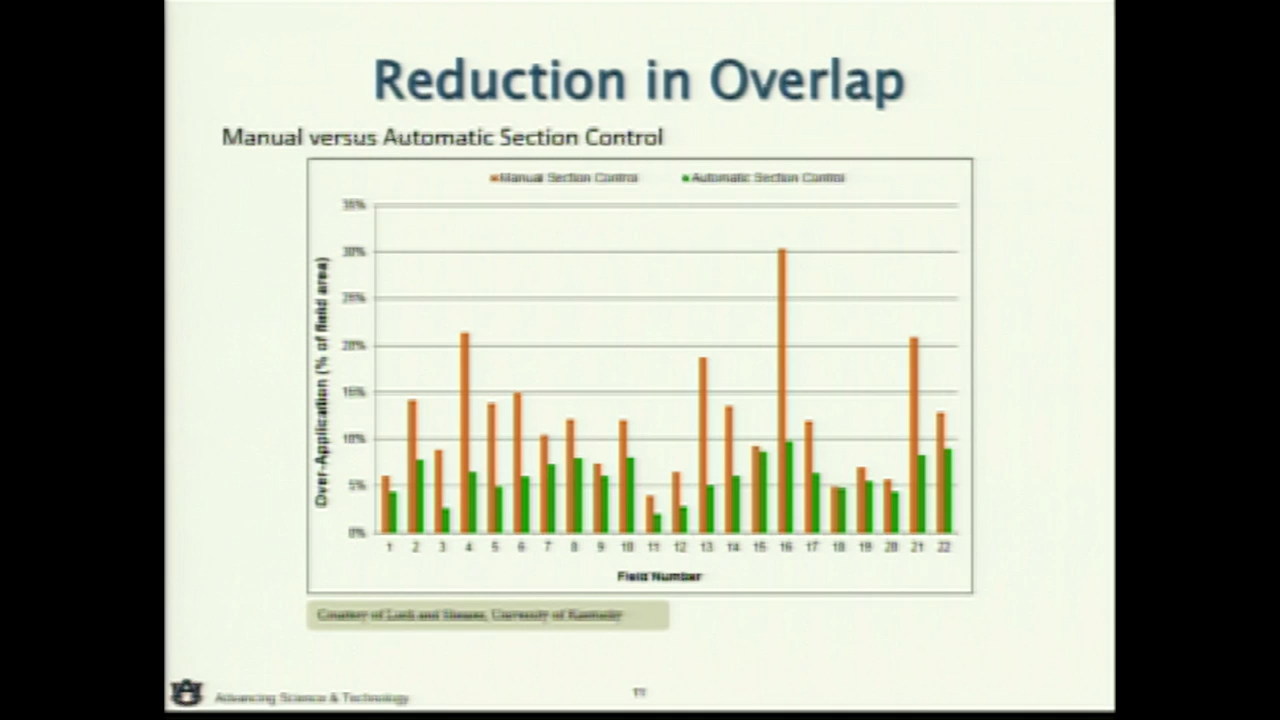 Reduction in Overlap
Manual versus Automatic Section Control
Manual Section Control Automatic Section Control
35%
30%
25%
20%
15%
10%
5%
0%
Over-Application (% of field area)
1 2 3 4 5 6 7 8 9 10 11 12 13 14 15 16 17 18 19 20 21 22
Field Number
Courtesy of and University of Kentucky
Advancing Science & Technology